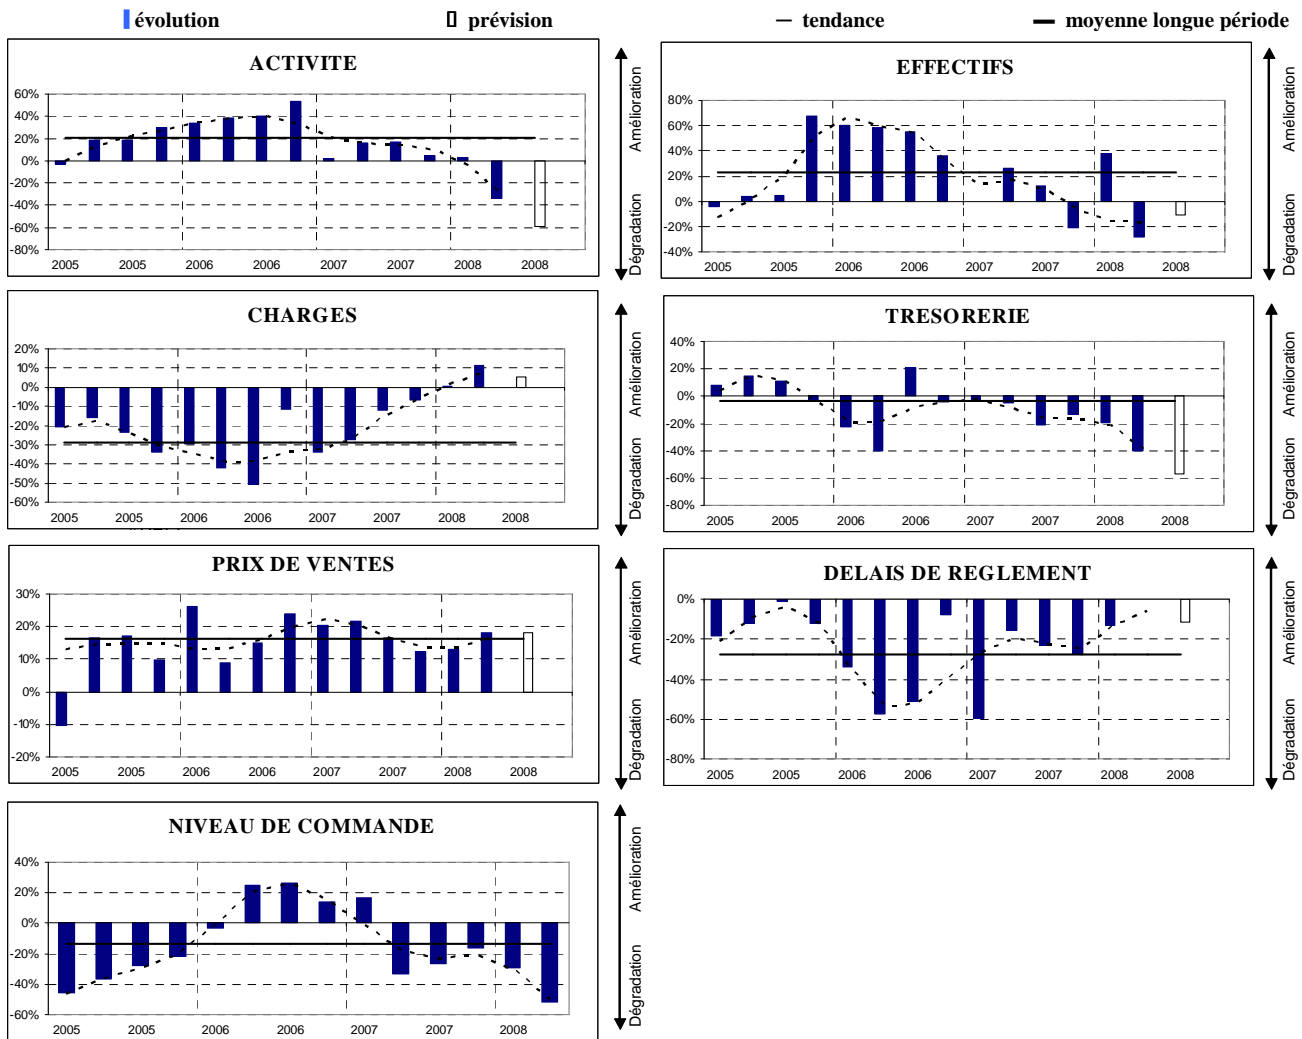 évolution prévision tendance moyenne longue période
ACTIVITE
60%
40%
20%
0%
-20%
-40%
-60%
-80%
2005 2005 2006 2006 2007 2007 2008 2008
Amélioration
Dégradation
EFFECTIFS
80%
60%
40%
20%
0%
-20%
-40%
2005 2005 2006 2006 2007 2007 2008 2008
Amélioration
Dégradation
CHARGES
20%
10%
0%
-10%
-20%
-30%
-40%
-50%
-60%
2005 2005 2006 2006 2007 2007 2008 2008
Amélioration
Dégradation
TRESORERIE
40%
20%
0%
-20%
-40%
-60%
-80%
2005 2005 2006 2006 2007 2007 2008 2008
Amélioration
Dégradation
PRIX DE VENTES
30%
20%
10%
0%
-10%
-20%
2005 2005 2006 2006 2007 2007 2008 2008
Amélioration
Dégradation
DELAIS DE REGLEMENT
0%
-20%
-40%
-60%
-80%
2005 2005 2006 2006 2007 2007 2008 2008
Amélioration
Dégradation
NIVEAU DE COMMANDE
40%
20%
0%
-20%
-40%
-60%
2005 2005 2006 2006 2007 2007 2008
Amélioration
Dégradation